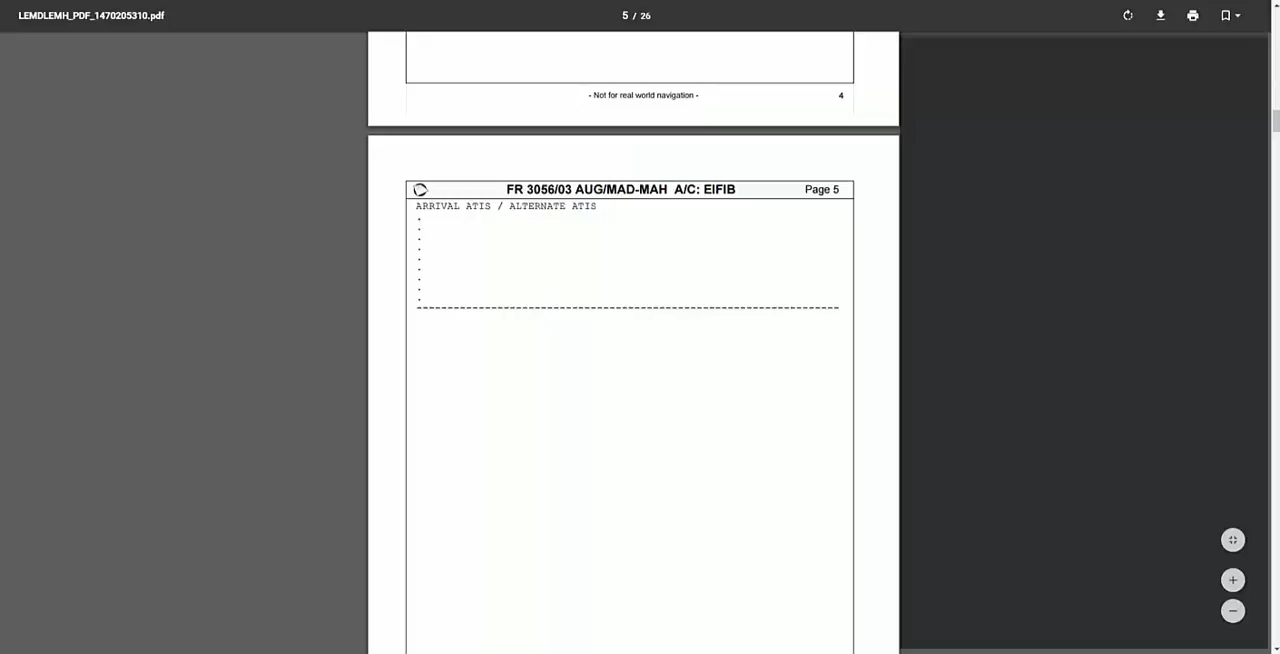 LEMDLEMH_PDF_1470205310.pdf
5 / 26
- Not for real world navigation -
4
FR 3056/03 AUG/MAD-MAH A/C: EIFIB
Page 5
ARRIVAL ATIS / ALTERNATE ATIS
.
.
.
.
.
.
.
.
.
--------------------------------------------------------------------